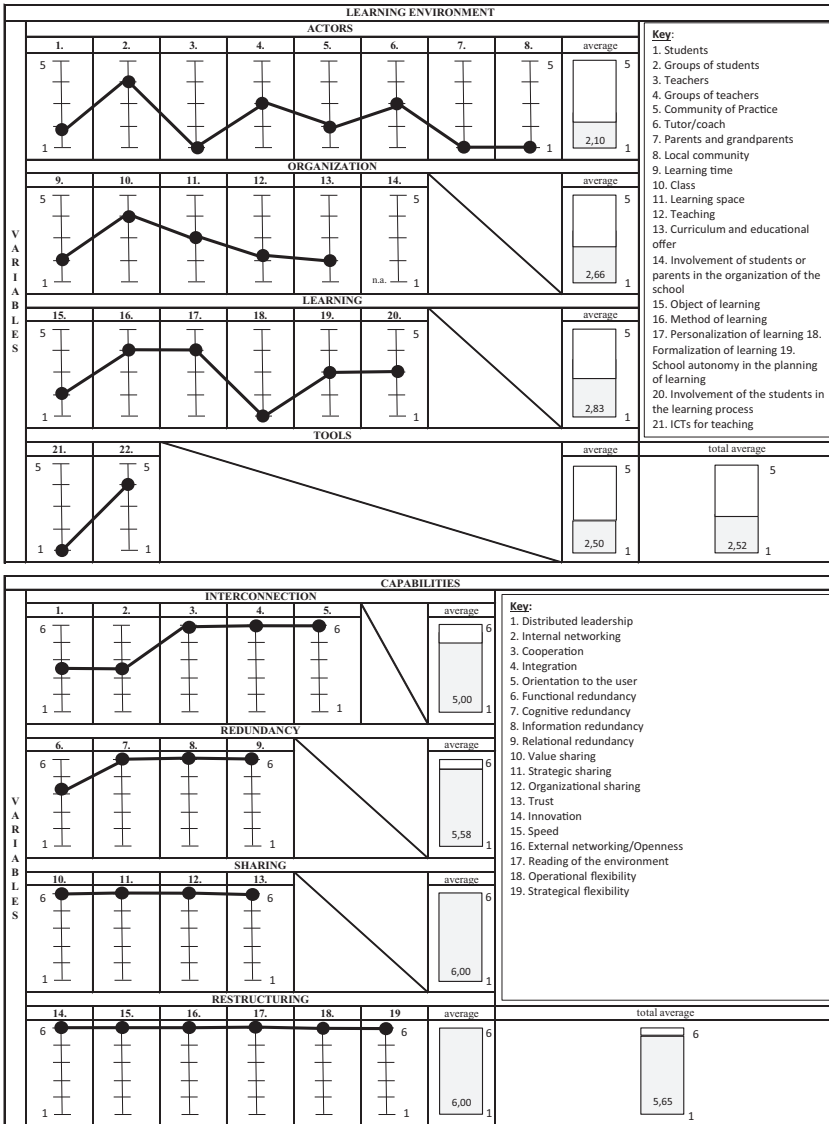 LEARNING ENVIRONMENT
VARIABLES
ACTORS
1. 2. 3. 4. 5. 6. 7. 8. average
5 5 5
1 1 1
2,10
ORGANIZATION
9. 10. 11. 12. 13. 14. average
5 5 5
1 n.a. 1 1
2,66
LEARNING
15. 16. 17. 18. 19. 20. average
5 5 5
1 1 1
2,83
TOOLS
21. 22. average total average
5 5 5 5
1 1 1 1
2,50 2,52
Key:
1. Students
2. Groups of students
3. Teachers
4. Groups of teachers
5. Community of Practice
6. Tutor/coach
7. Parents and grandparents
8. Local community
9. Learning time
10. Class
11. Learning space
12. Teaching
13. Curriculum and educational
offer
14. Involvement of students or
parents in the organization of the
school
15. Object of learning
16. Method of learning
17. Personalization of learning 18.
Formalization of learning 19.
School autonomy in the planning
of learning
20. Involvement of the students in
the learning process
21. ICTs for teaching
CAPABILITIES
VARIABLES
INTERCONNECTION
1. 2. 3. 4. 5. average
6 6 6
1 1 1
5,00
REDUNDANCY
6. 7. 8. 9. average
6 6 6
1 1 1
5,58
SHARING
10. 11. 12. 13. average
6 6 6
1 1 1
6,00
RESTRUCTURING
14. 15. 16. 17. 18. 19 average total average
6 6 6 6
1 1 1 1
6,00 5,65
Key:
1. Distributed leadership
2. Internal networking
3. Cooperation
4. Integration
5. Orientation to the user
6. Functional redundancy
7. Cognitive redundancy
8. Information redundancy
9. Relational redundancy
10. Value sharing
11. Strategic sharing
12. Organizational sharing
13. Trust
14. Innovation
15. Speed
16. External networking/Openness
17. Reading of the environment
18. Operational flexibility
19. Strategical flexibility